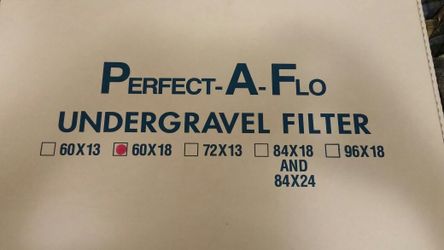 PERFECT-A-FLO
UNDERGRAVEL FILTER
60X13 60X18 72X13 84X18 96X18
AND
84X24